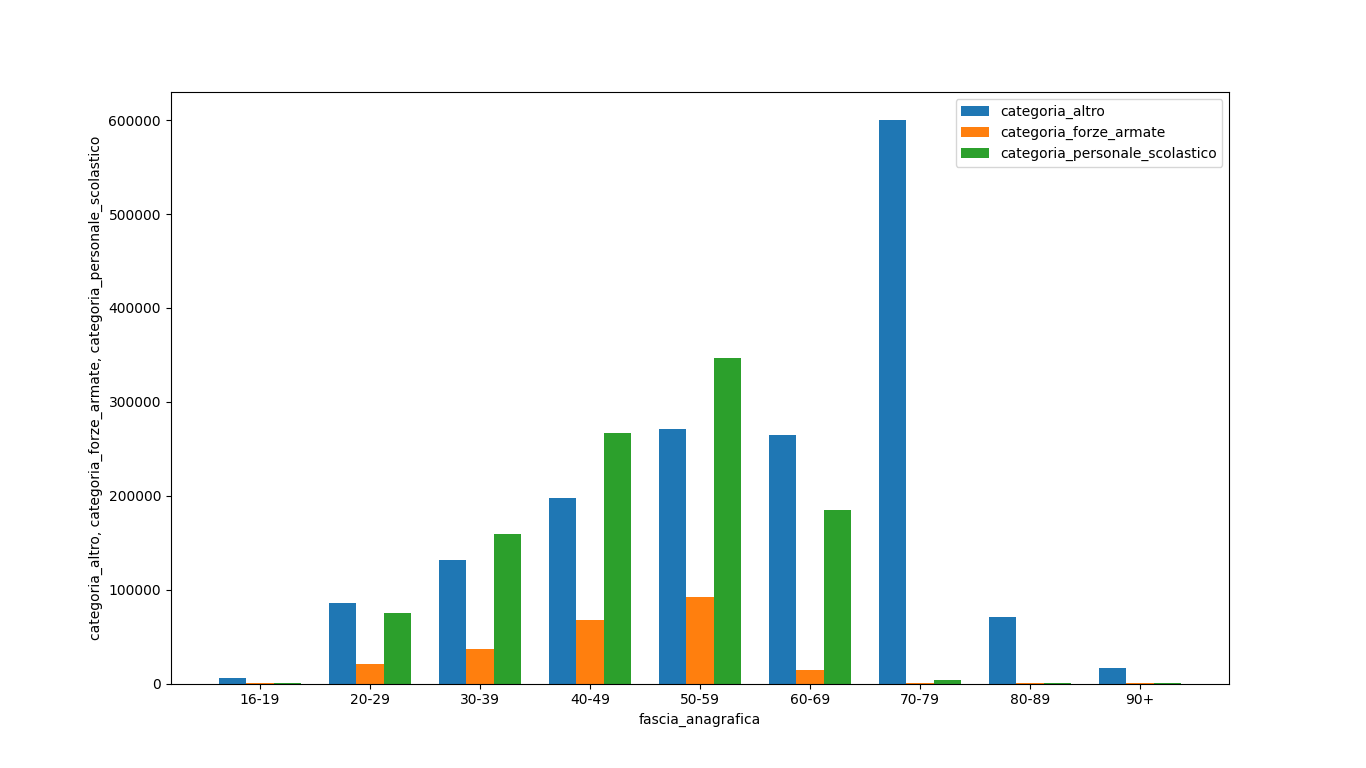 categoria_altro
categoria_forze_armate
categoria_personale_scolastico
categoria_altro, categoria_forze_armate, categoria_personale_scolastico
600000
500000
400000
300000
200000
100000
0
16-19 20-29 30-39 40-49 50-59 60-69 70-79 80-89 90+
fascia_anagrafica